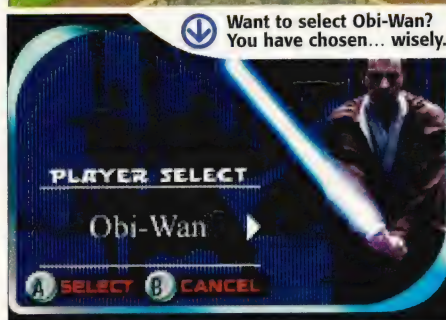 Want to select Obi-Wan?
You have chosen... wisely.
PLAYER SELECT
Obi-Wan
A SELECT B CANCEL